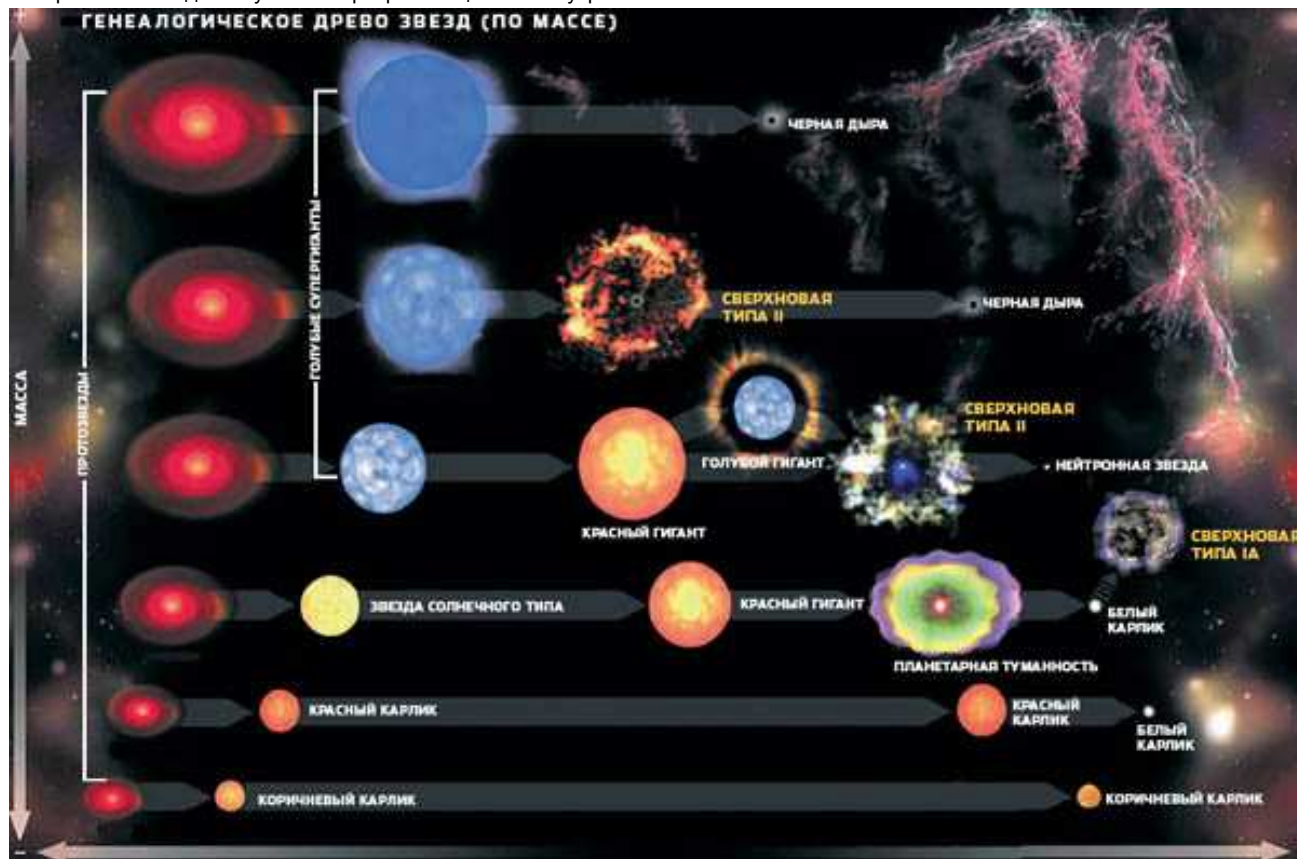 ГЕНЕАЛОГИЧЕСКОЕ ДРЕВО ЗВЕЗД (ПО МАССЕ)
+
МАССА
–
ПРОТОЗВЕЗДЫ
ГОЛУБЫЕ СУПЕРГИГАНТЫ
ЧЕРНАЯ ДЫРА
СВЕРХНОВАЯ
ТИПА II
ЧЕРНАЯ ДЫРА
КРАСНЫЙ ГИГАНТ
ГОЛУБОЙ ГИГАНТ
СВЕРХНОВАЯ
ТИПА II
НЕЙТРОННАЯ ЗВЕЗДА
ЗВЕЗДА СОЛНЕЧНОГО ТИПА
КРАСНЫЙ ГИГАНТ
ПЛАНЕТАРНАЯ ТУМАННОСТЬ
БЕЛЫЙ
КАРЛИК
СВЕРХНОВАЯ
ТИПА IA
КРАСНЫЙ КАРЛИК
КРАСНЫЙ
КАРЛИК
БЕЛЫЙ
КАРЛИК
КОРИЧНЕВЫЙ КАРЛИК
КОРИЧНЕВЫЙ КАРЛИК